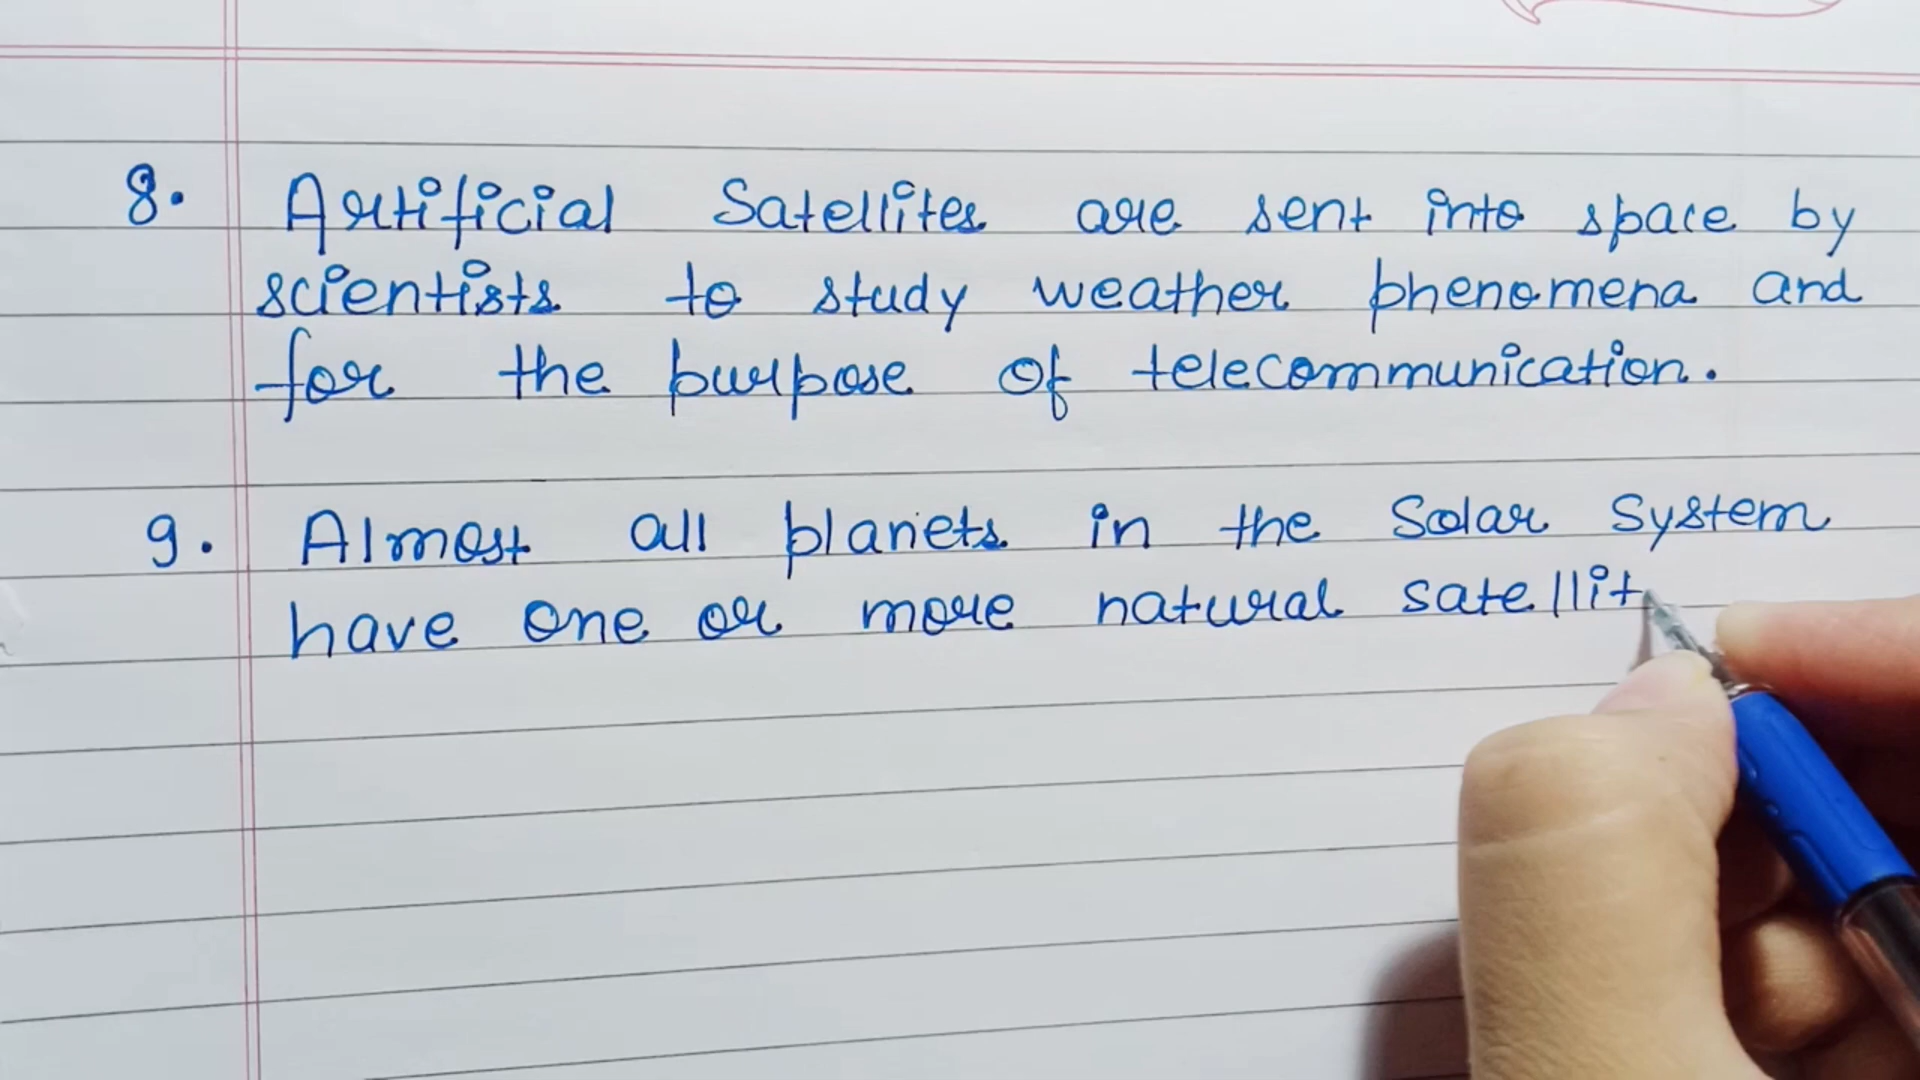 8. Artificial Satellites are sent into space by
scientists to study weather phenomena and
for the purpose of telecommunication.
9. Almost all planets in the Solar System
have one or more natural satellit